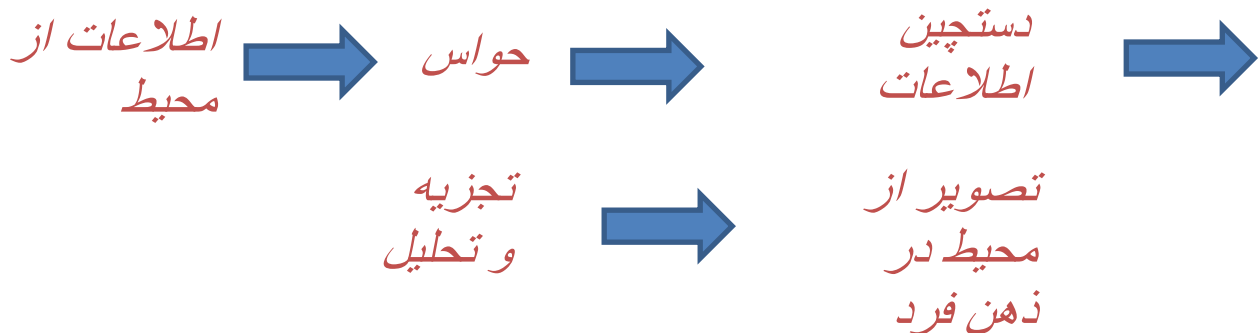 اطلاعات از
محیط
حواس
دستچین
اطلاعات
تجزیه
و تحلیل
تصویر از
محیط در
ذهن فرد